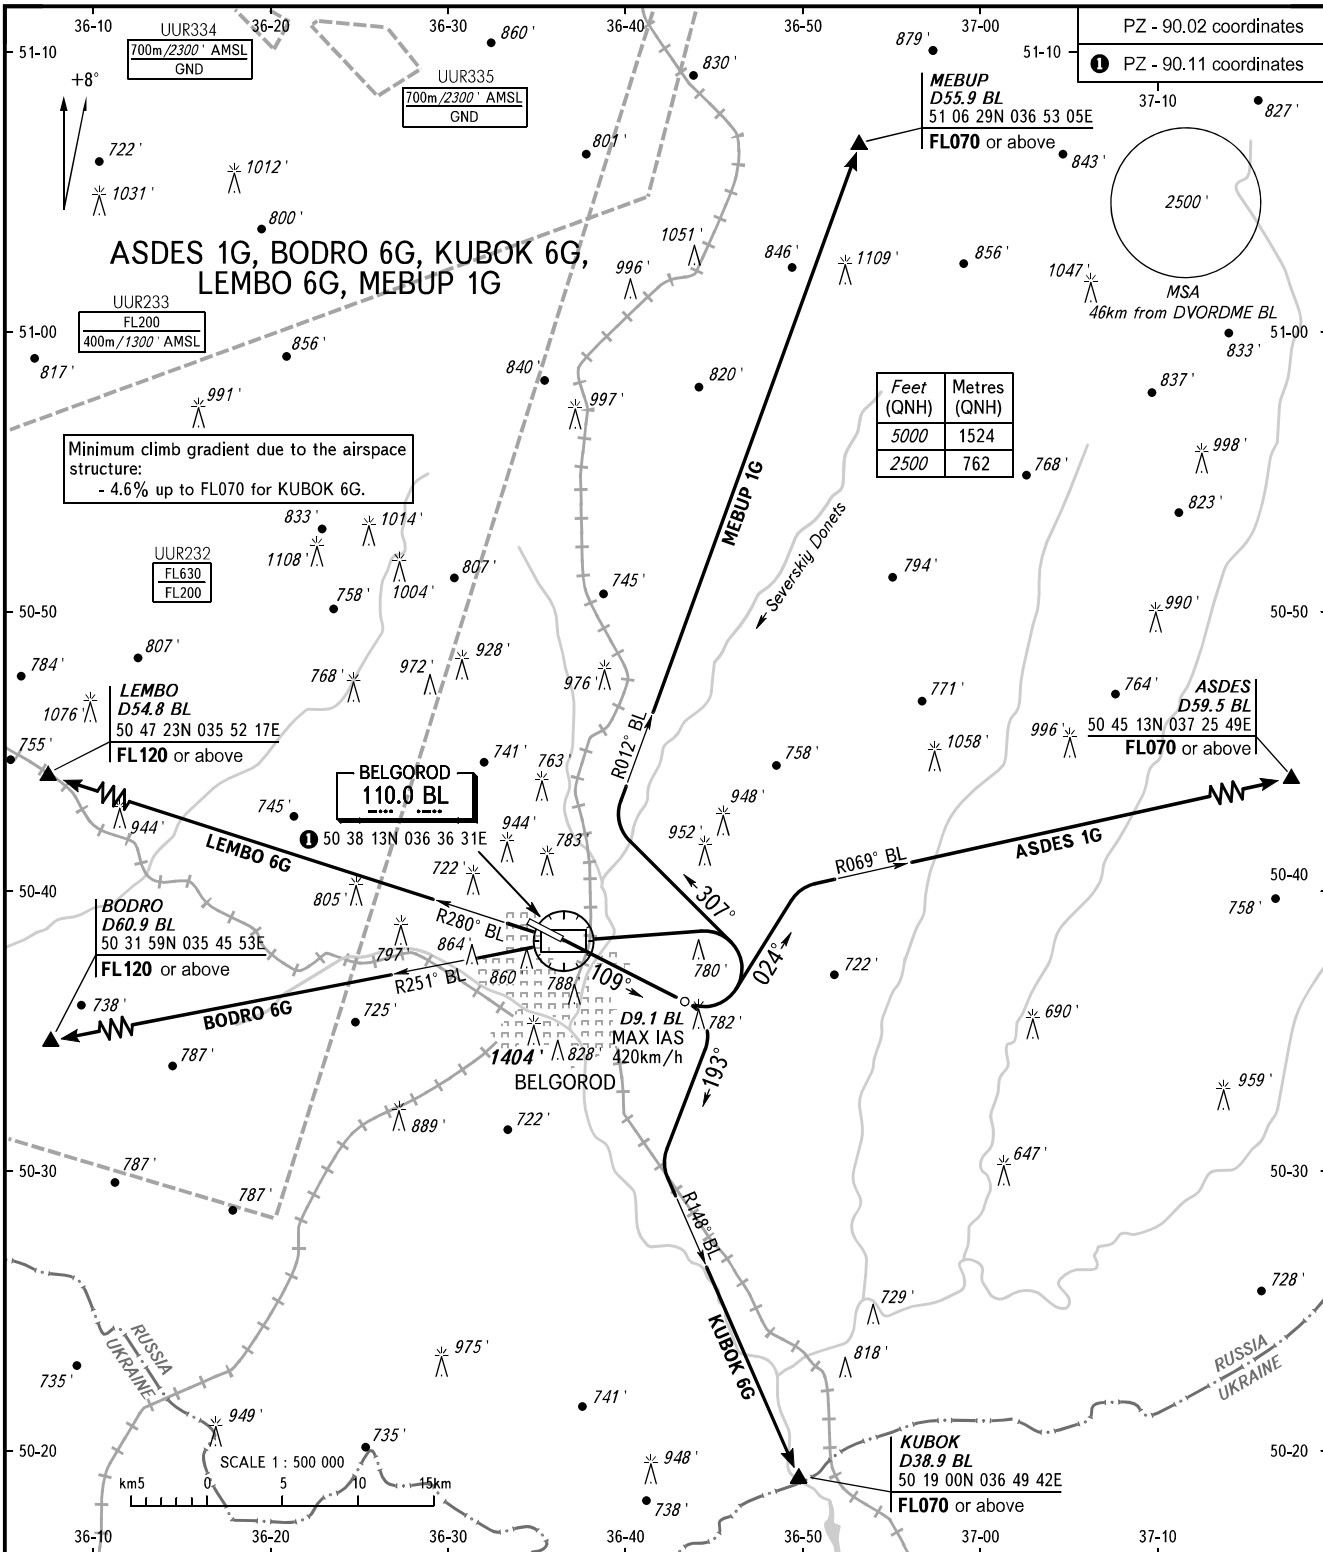 36-10
36-20
36-30
36-40
36-50
37-00
PZ - 90.02 coordinates
1 PZ - 90.11 coordinates
51-10
51-10
37-10
UUR334
700m/2300' AMSL
GND
UUR335
700m/2300' AMSL
GND
+8°
860'
830'
879'
827'
MEBUP
D55.9 BL
51 06 29N 036 53 05E
FL070 or above
722'
1031'
1012'
801'
843'
800'
2500'
MSA
46km from DVORDME BL
ASDES 1G, BODRO 6G, KUBOK 6G,
LEMBO 6G, MEBUP 1G
1051'
996'
846'
1109'
856'
1047'
UUR233
FL200
400m/1300' AMSL
51-00
51-00
817'
856'
840'
820'
833'
837'
991'
997'
Feet (QNH)
Metres (QNH)
5000
1524
2500
762
Minimum climb gradient due to the airspace
structure:
- 4.6% up to FL070 for KUBOK 6G.
MEBUP 1G
768'
998'
823'
833'
1014'
1108'
1004'
807'
745'
Severskiy Donets
794'
UUR232
FL630
FL200
758'
990'
50-50
50-50
807'
784'
1076'
768'
972'
928'
976'
771'
764'
LEMBO
D54.8 BL
50 47 23N 035 52 17E
FL120 or above
ASDES
D59.5 BL
50 45 13N 037 25 49E
FL070 or above
996'
1058'
755'
741'
763'
R012° BL
758'
BELGOROD
110.0 BL
1 50 38 13N 036 36 31E
745'
944'
944'
783'
948'
952'
LEMBO 6G
722'
805'
R069° BL
ASDES 1G
50-40
50-40
307°
758'
BODRO
D60.9 BL
50 31 59N 035 45 53E
FL120 or above
R280° BL
797'
864'
860'
R251° BL
788'
109°
780'
024°
722'
738'
BODRO 6G
725'
D9.1 BL
MAX IAS
420km/h
782'
690'
787'
1404'
828'
BELGOROD
193°
959'
889'
722'
647'
50-30
50-30
787'
787'
R148° BL
728'
729'
RUSSIA
UKRAINE
KUBOK 6G
975'
818'
RUSSIA
UKRAINE
735'
741'
949'
735'
50-20
50-20
SCALE 1 : 500 000
km5 0 5 10 15km
948'
738'
KUBOK
D38.9 BL
50 19 00N 036 49 42E
FL070 or above
36-10
36-20
36-30
36-40
36-50
37-00
37-10